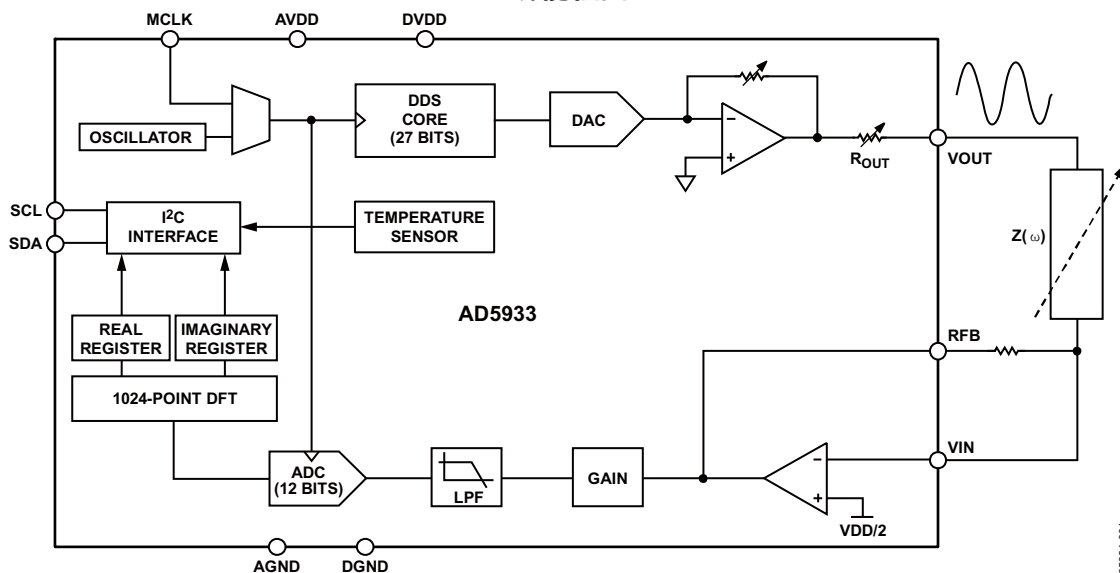 MCLK
AVDD
DVDD
OSCILLATOR
DDS
CORE
(27 BITS)
DAC
ROUT
VOUT
SCL
SDA
I2C
INTERFACE
TEMPERATURE
SENSOR
Z(ω)
AD5933
REAL
REGISTER
IMAGINARY
REGISTER
RFB
1024-POINT DFT
VIN
ADC
(12 BITS)
LPF
GAIN
VDD/2
AGND
DGND